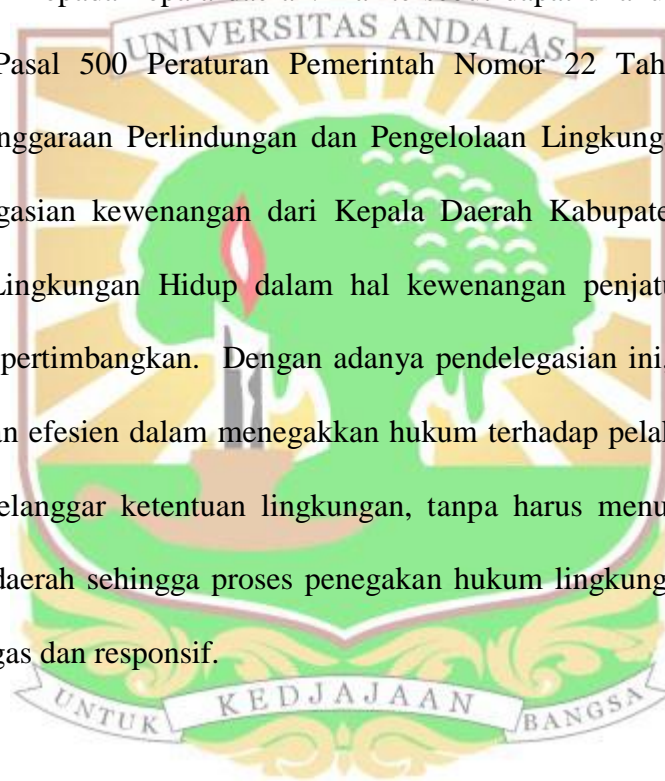 UNIVERSITAS ANDALAS
Pasal 500 Peraturan Pemerintah Nomor 22 Tah
nggaraan Perlindungan dan Pengelolaan Lingkung
gasian kewenangan dari Kepala Daerah Kabupate
Lingkungan Hidup dalam hal kewenangan penjatu
pertimbangkan. Dengan adanya pendelegasian ini,
an efesien dalam menegakkan hukum terhadap pela
elanggar ketentuan lingkungan, tanpa harus menu
daerah sehingga proses penegakan hukum lingkung
gas dan responsif.
UNTUK KEDJAJAAN BANGSA